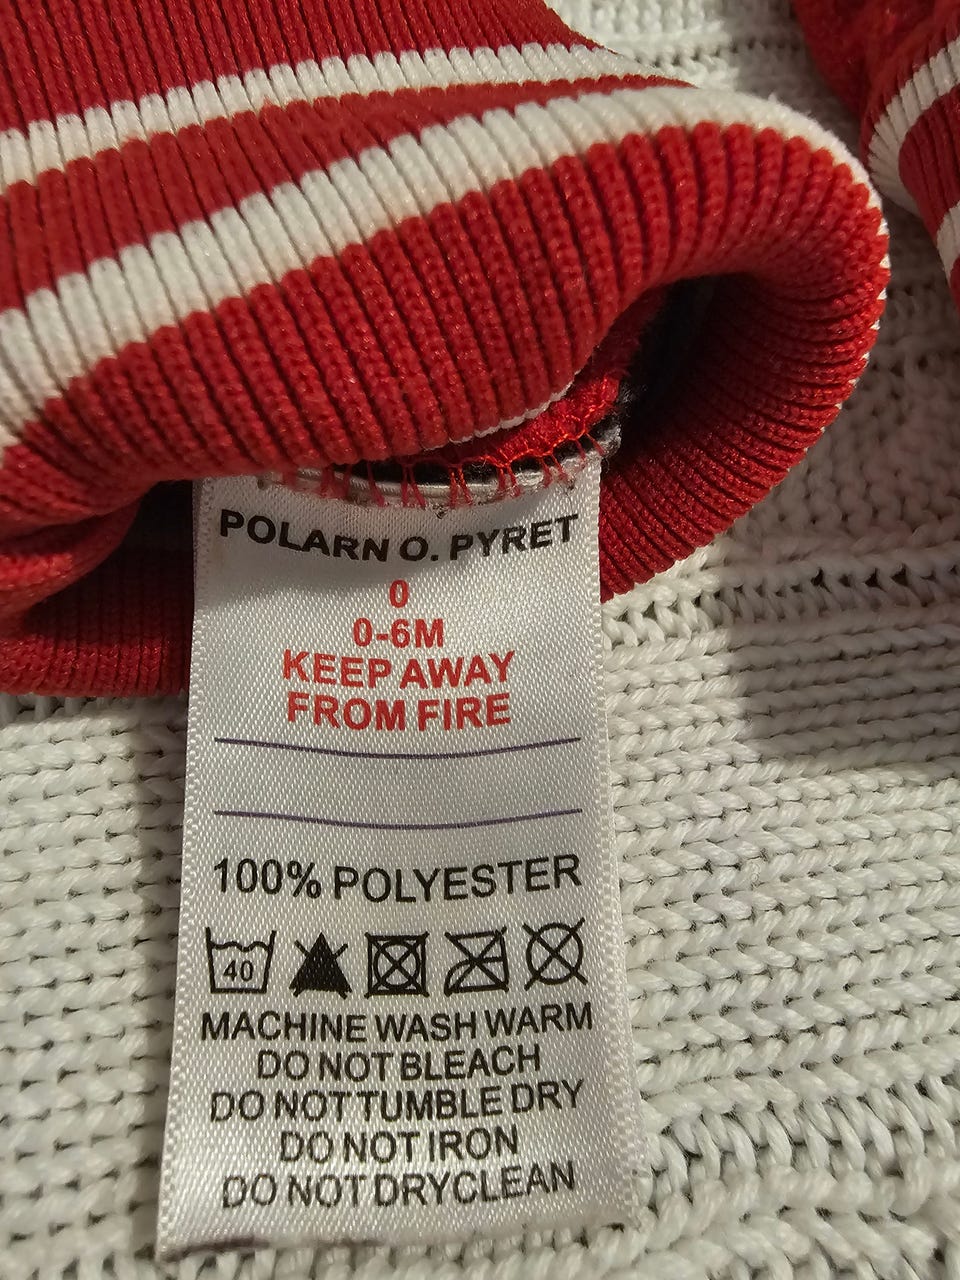 POLARN O. PYRET
0
0-6M
KEEP AWAY
FROM FIRE
100% POLYESTER
40
MACHINE WASH WARM
DO NOT BLEACH
DO NOT TUMBLE DRY
DO NOT IRON
DO NOT DRYCLEAN